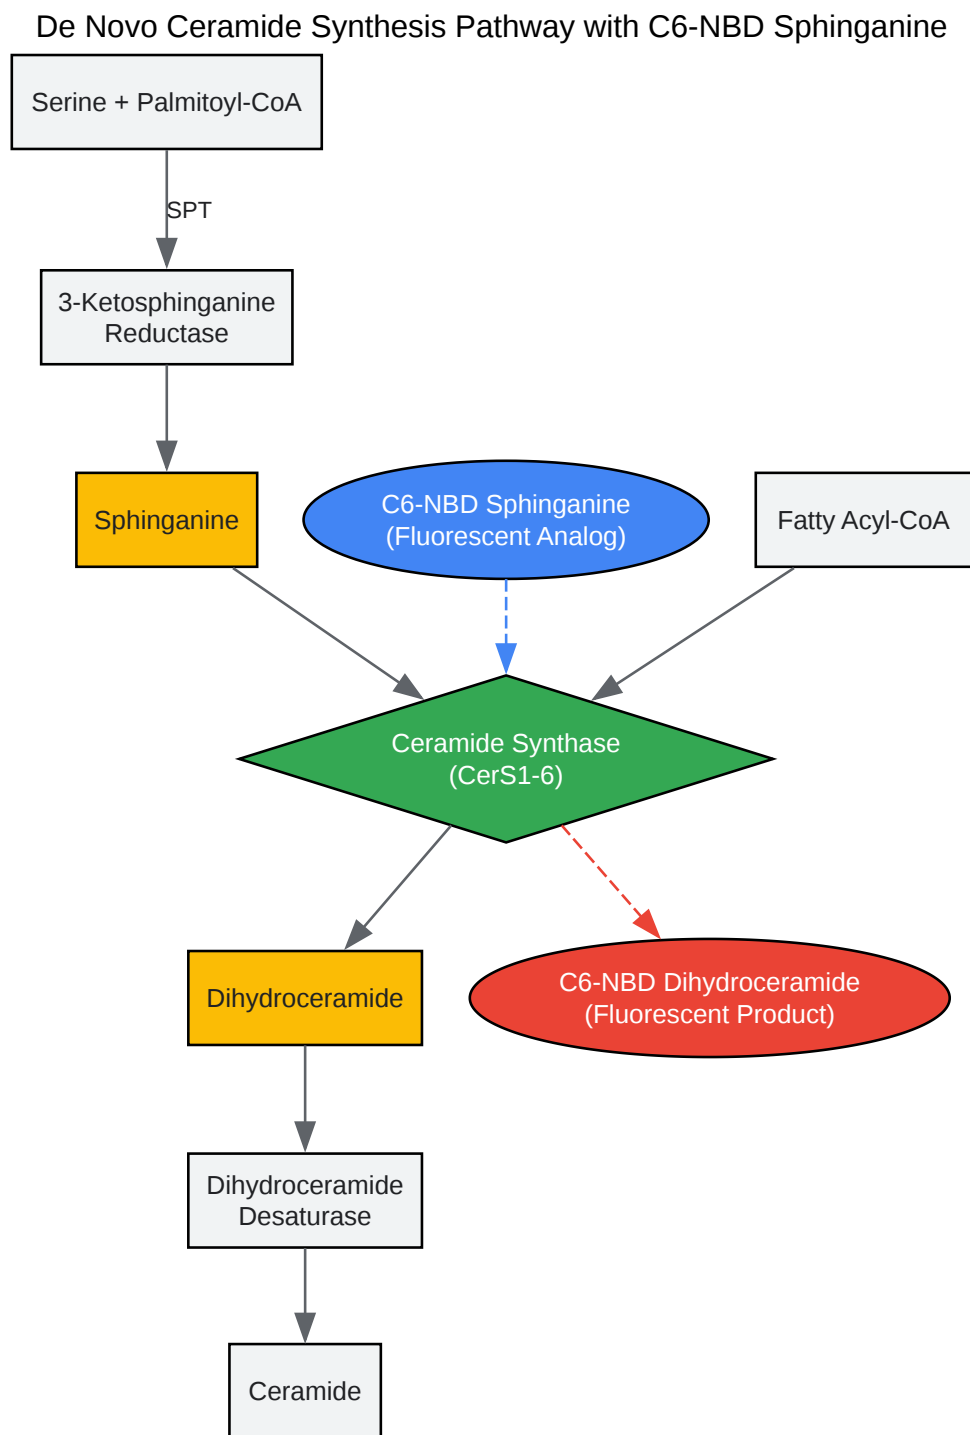 De Novo Ceramide Synthesis Pathway with C6-NBD Sphinganine
Serine + Palmitoyl-CoA
SPT
3-Ketosphinganine
Reductase
Sphinganine
C6-NBD Sphinganine
(Fluorescent Analog)
Fatty Acyl-CoA
Ceramide Synthase
(CerS1-6)
Dihydroceramide
C6-NBD Dihydroceramide
(Fluorescent Product)
Dihydroceramide
Desaturase
Ceramide